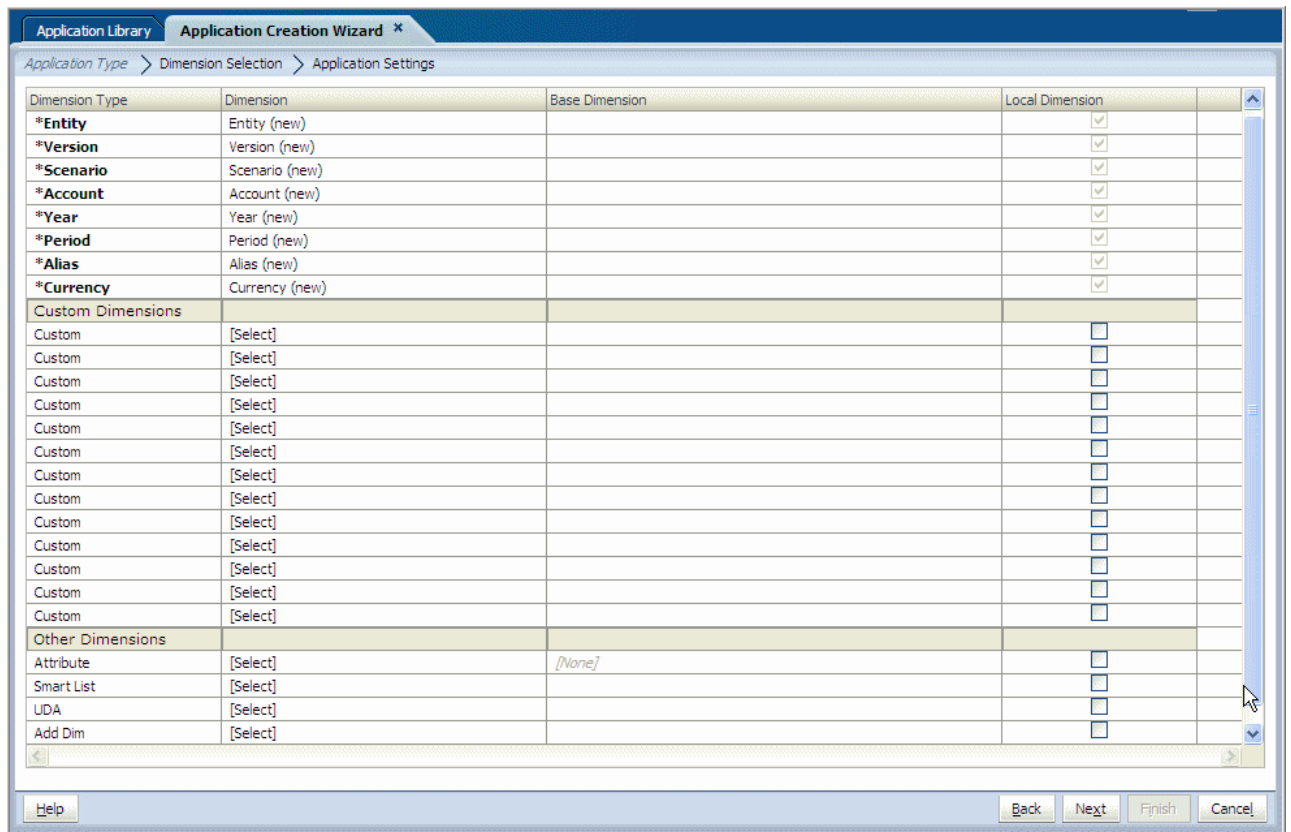 Application Library Application Creation Wizard ×
Application Type > Dimension Selection > Application Settings
Dimension Type Dimension Base Dimension Local Dimension
*Entity Entity (new)
*Version Version (new)
*Scenario Scenario (new)
*Account Account (new)
*Year Year (new)
*Period Period (new)
*Alias Alias (new)
*Currency Currency (new)
Custom Dimensions
Custom [Select]
Custom [Select]
Custom [Select]
Custom [Select]
Custom [Select]
Custom [Select]
Custom [Select]
Custom [Select]
Custom [Select]
Custom [Select]
Custom [Select]
Custom [Select]
Custom [Select]
Other Dimensions
Attribute [Select] [None]
Smart List [Select]
UDA [Select]
Add Dim [Select]
Help Back Next Finish Cancel